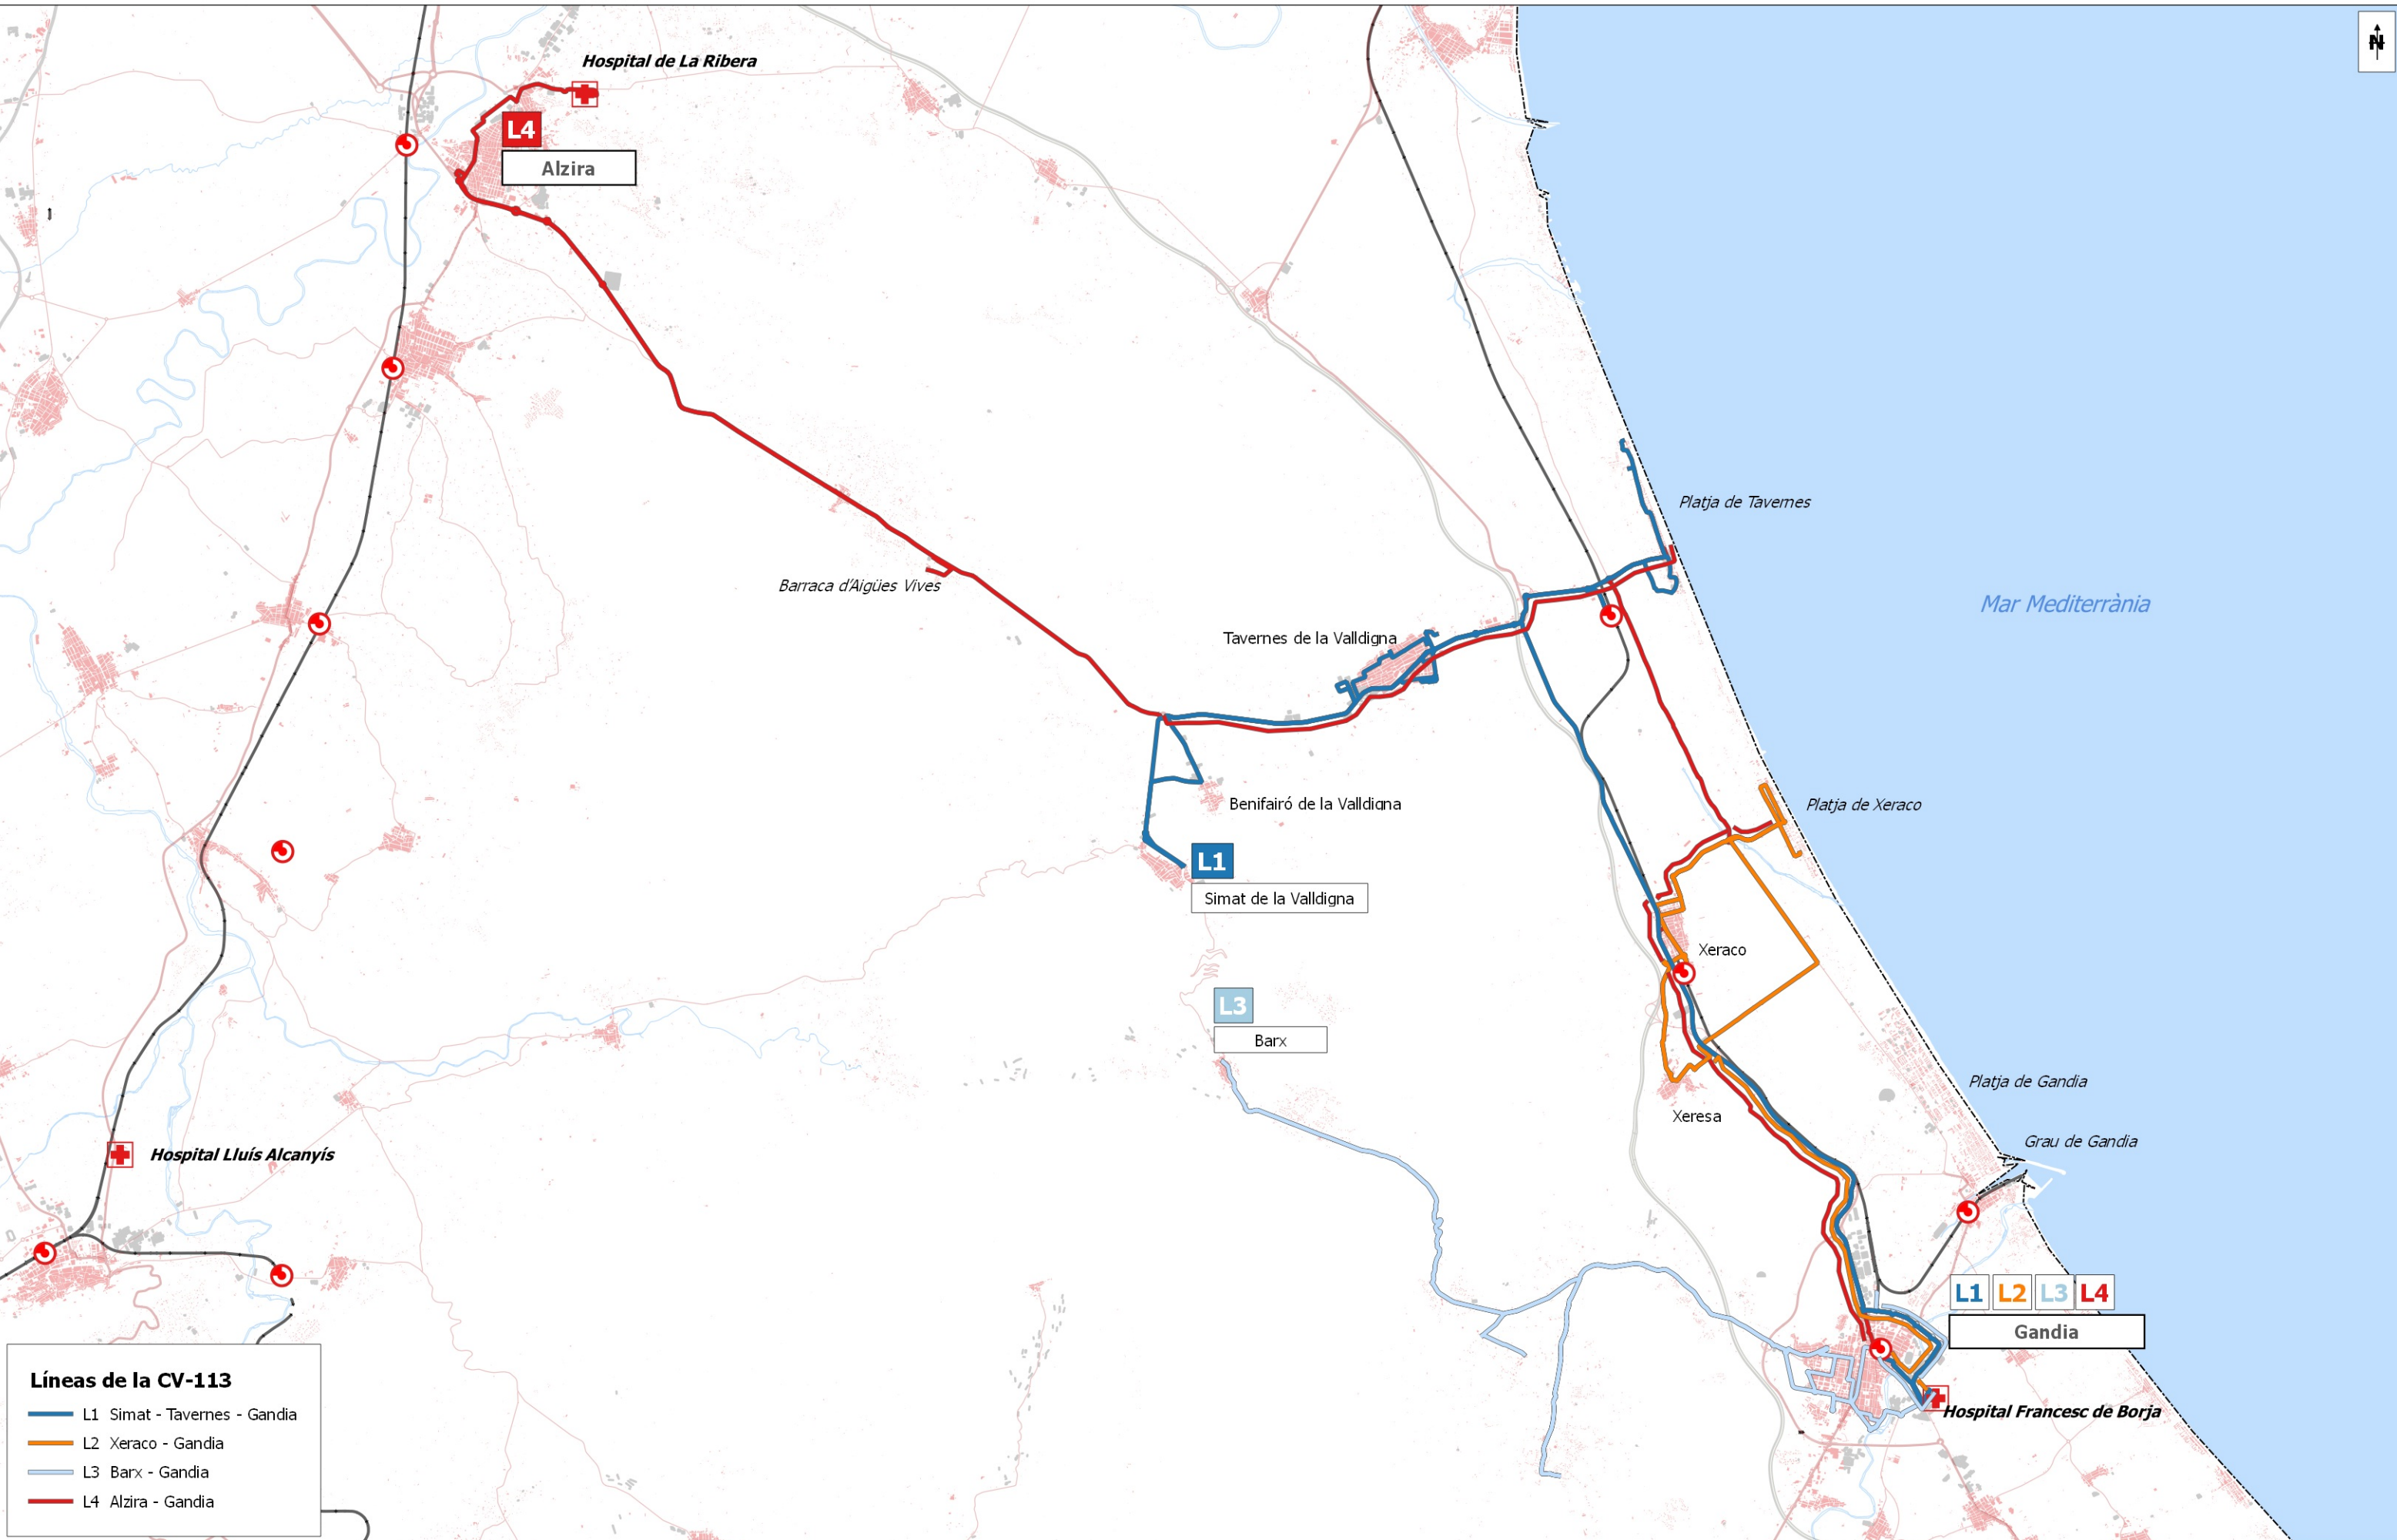 N
Hospital de La Ribera
L4
Alzira
Platja de Tavernes
Barraca d'Aigües Vives
Mar Mediterrània
Tavernes de la Valldigna
Benifairó de la Valldigna
Platja de Xeraco
L1
Simat de la Valldigna
Xeraco
L3
Barx
Platja de Gandia
Xeresa
Grau de Gandia
Hospital Lluís Alcanyís
L1 L2 L3 L4
Gandia
Hospital Francesc de Borja
Líneas de la CV-113
L1 Simat - Tavernes - Gandia
L2 Xeraco - Gandia
L3 Barx - Gandia
L4 Alzira - Gandia